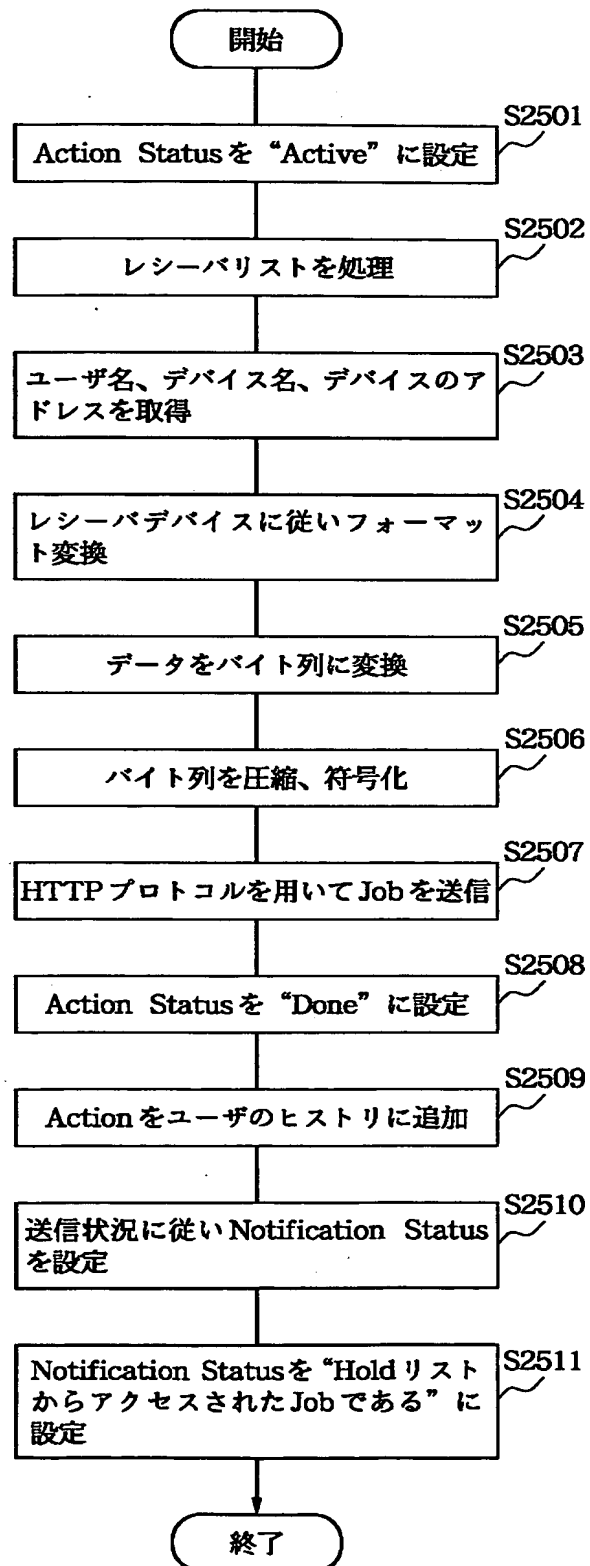 開始
S2501
Action Statusを“Active”に設定
S2502
レシーバリストを処理
S2503
ユーザ名、デバイス名、デバイスのア
ドレスを取得
S2504
レシーバデバイスに従いフォーマッ
ト変換
S2505
データをバイト列に変換
S2506
バイト列を圧縮、符号化
S2507
HTTPプロトコルを用いてJobを送信
S2508
Action Statusを“Done”に設定
S2509
Actionをユーザのヒストリに追加
S2510
送信状況に従いNotification Status
を設定
S2511
Notification Statusを“Holdリスト
からアクセスされたJobである”に
設定
終了